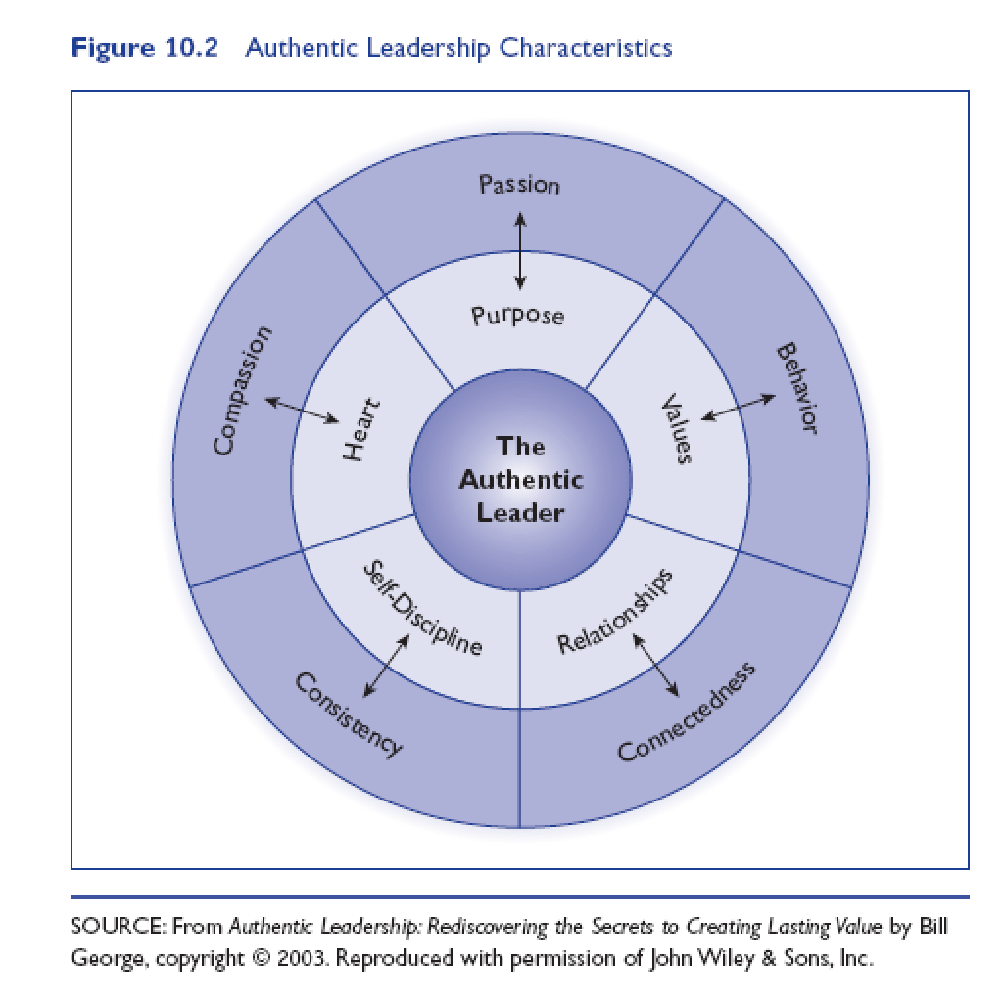 Figure 10.2 Authentic Leadership Characteristics
Passion
Purpose
Compassion
Heart
Values
Behavior
The
Authentic
Leader
Self-Discipline
Relationships
Consistency
Connectedness
SOURCE: From Authentic Leadership: Rediscovering the Secrets to Creating Lasting Value by Bill
George, copyright © 2003. Reproduced with permission of John Wiley & Sons, Inc.